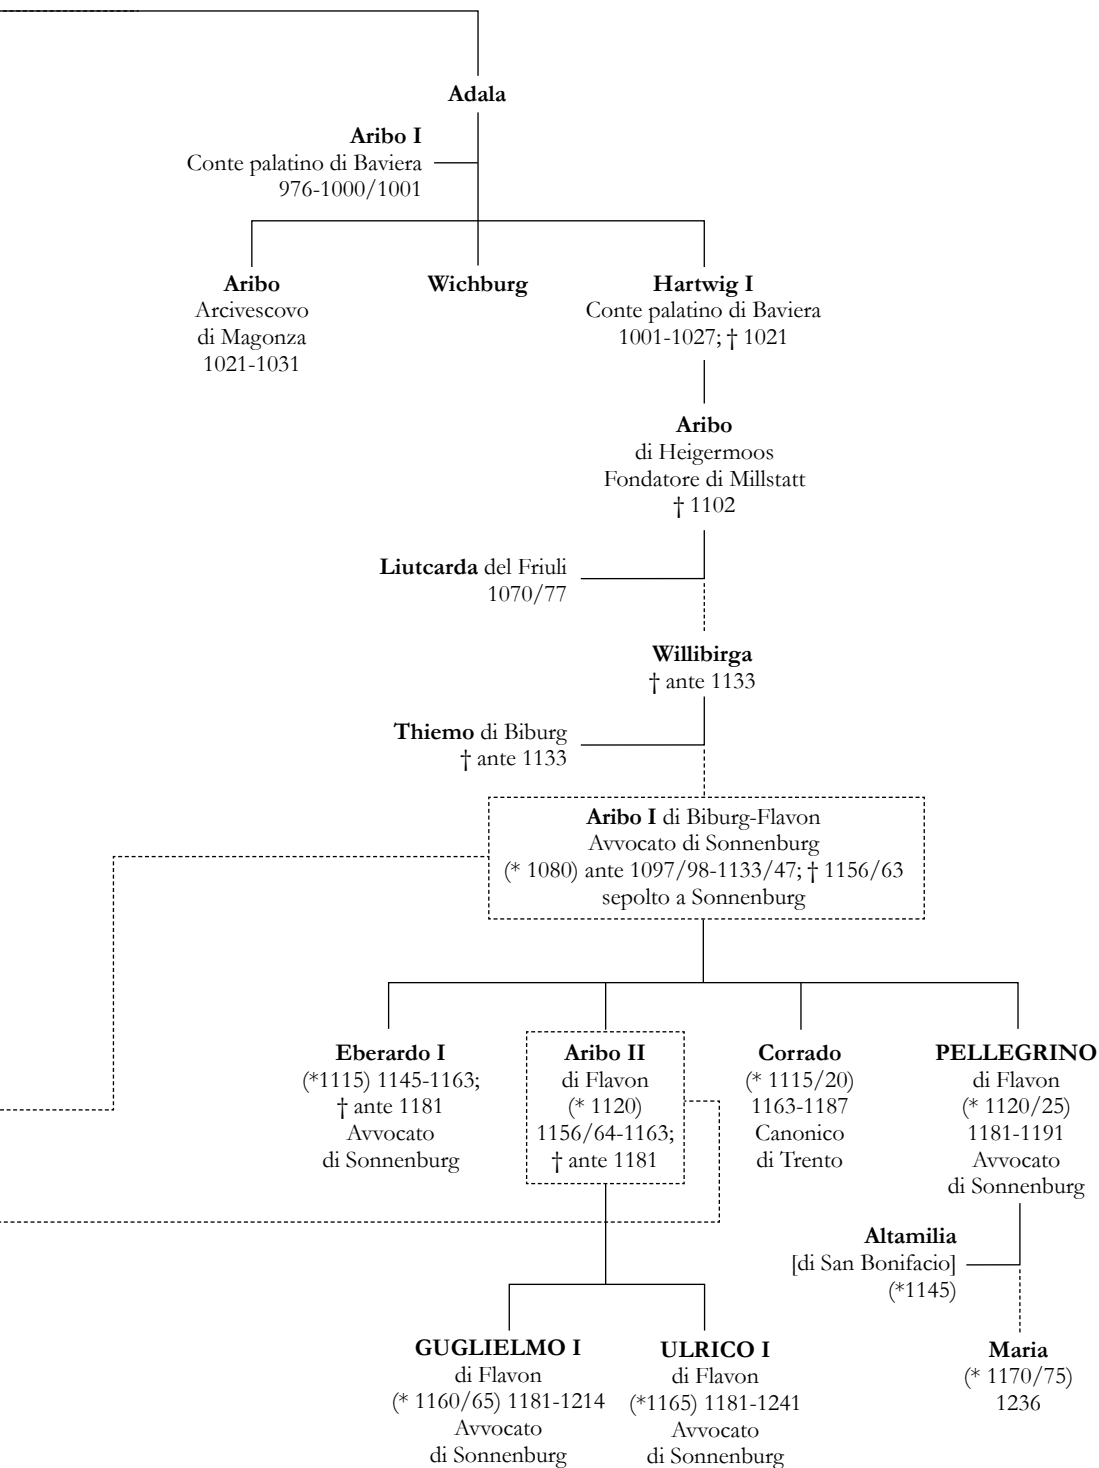 Adala
Aribo I
Conte palatino di Baviera
976-1000/1001
Aribo
Arcivescovo
di Magonza
1021-1031
Wichburg
Hartwig I
Conte palatino di Baviera
1001-1027; † 1021
Aribo
di Heigermoos
Fondatore di Millstatt
† 1102
Liutcarda del Friuli
1070/77
Willibirga
† ante 1133
Thiemo di Biburg
† ante 1133
Aribo I di Biburg-Flavon
Avvocato di Sonnenburg
(* 1080) ante 1097/98-1133/47; † 1156/63
sepolto a Sonnenburg
Eberardo I
(*1115) 1145-1163;
† ante 1181
Avvocato
di Sonnenburg
Aribo II
di Flavon
(* 1120)
1156/64-1163;
† ante 1181
Corrado
(* 1115/20)
1163-1187
Canonico
di Trento
PELLEGRINO
di Flavon
(* 1120/25)
1181-1191
Avvocato
di Sonnenburg
Altamilia
[di San Bonifacio]
(*1145)
GUGLIELMO I
di Flavon
(* 1160/65) 1181-1214
Avvocato
di Sonnenburg
ULRICO I
di Flavon
(*1165) 1181-1241
Avvocato
di Sonnenburg
Maria
(* 1170/75)
1236